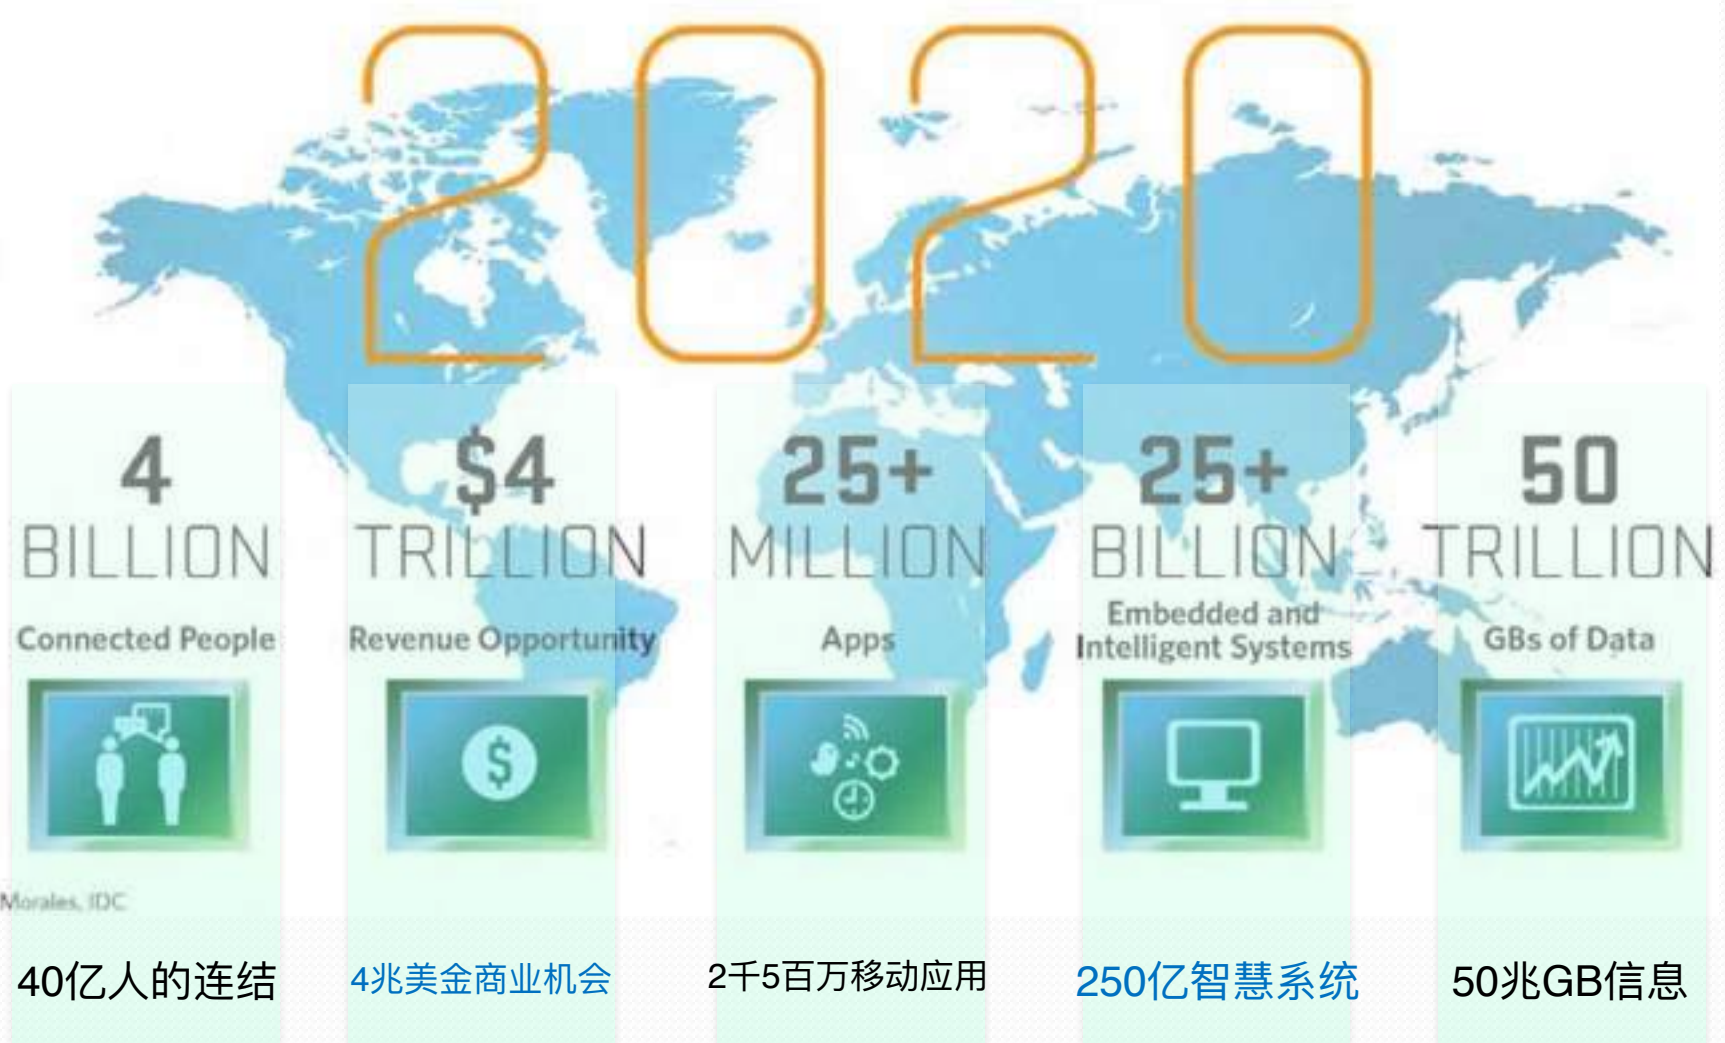 2020
4
BILLION
Connected People
$4
TRILLION
Revenue Opportunity
25+
MILLION
Apps
25+
BILLION
Embedded and
Intelligent Systems
50
TRILLION
GBs of Data
Morales, IDC
40亿人的连结
4兆美金商业机会
2千5百万移动应用
250亿智慧系统
50兆GB信息